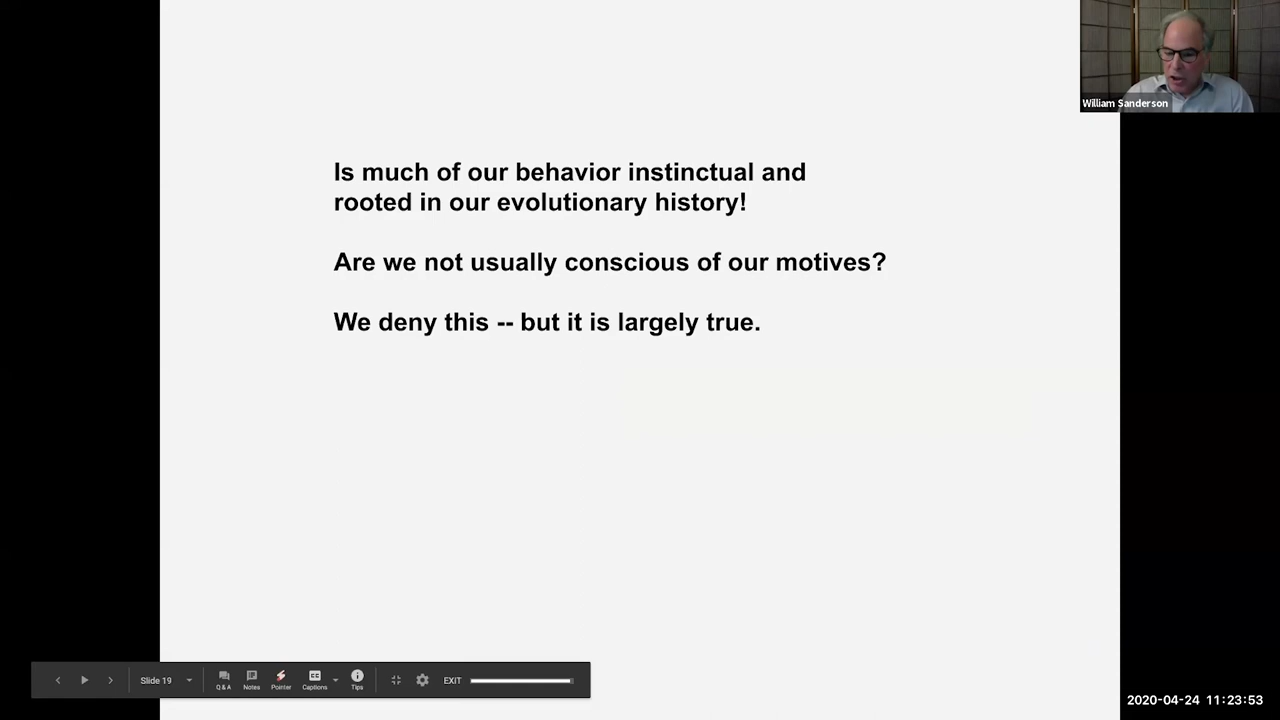 William Sanderson
Is much of our behavior instinctual and
rooted in our evolutionary history!
Are we not usually conscious of our motives?
We deny this -- but it is largely true.
Slide 19
Q & A
Notes
Pointer
Captions
Tips
EXIT
2020-04-24 11:23:53